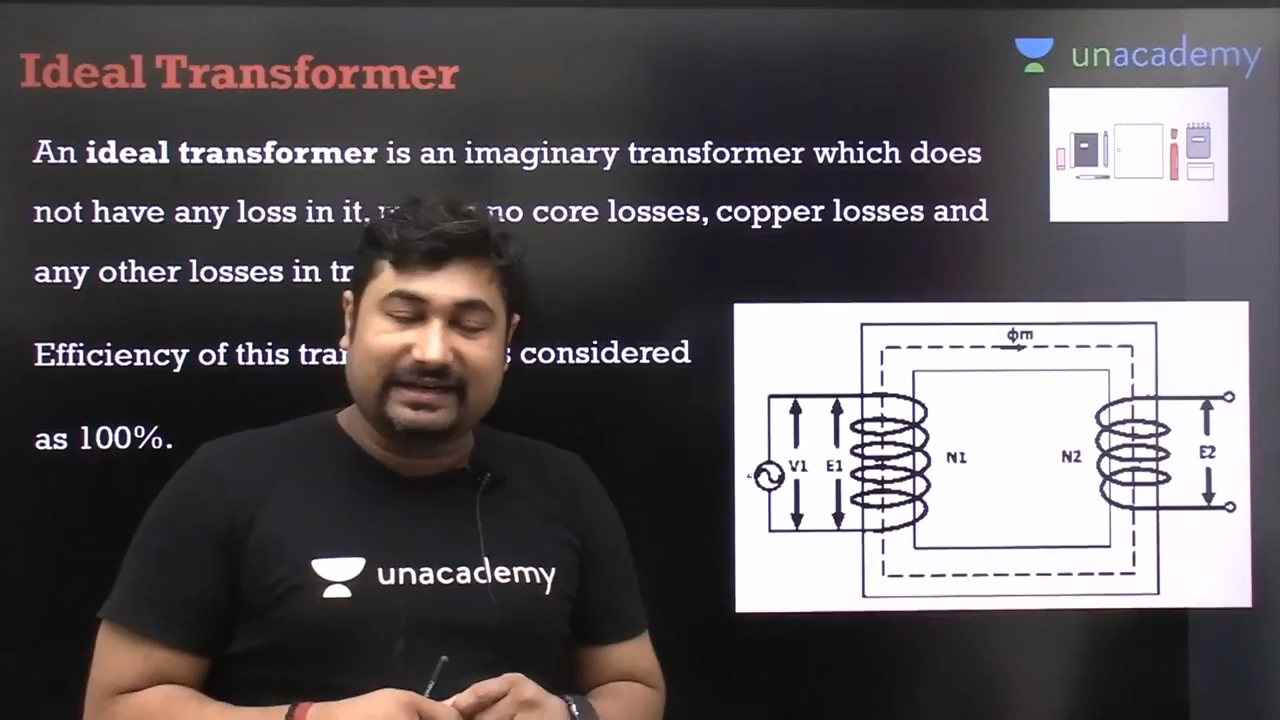 Ideal Transformer
unacademy
An ideal transformer is an imaginary transformer which does
not have any loss in it. no core losses, copper losses and
any other losses in tr
Efficiency of this tra s considered
as 100%.
ϕm
V1 E1 N1 N2 E2
unacademy